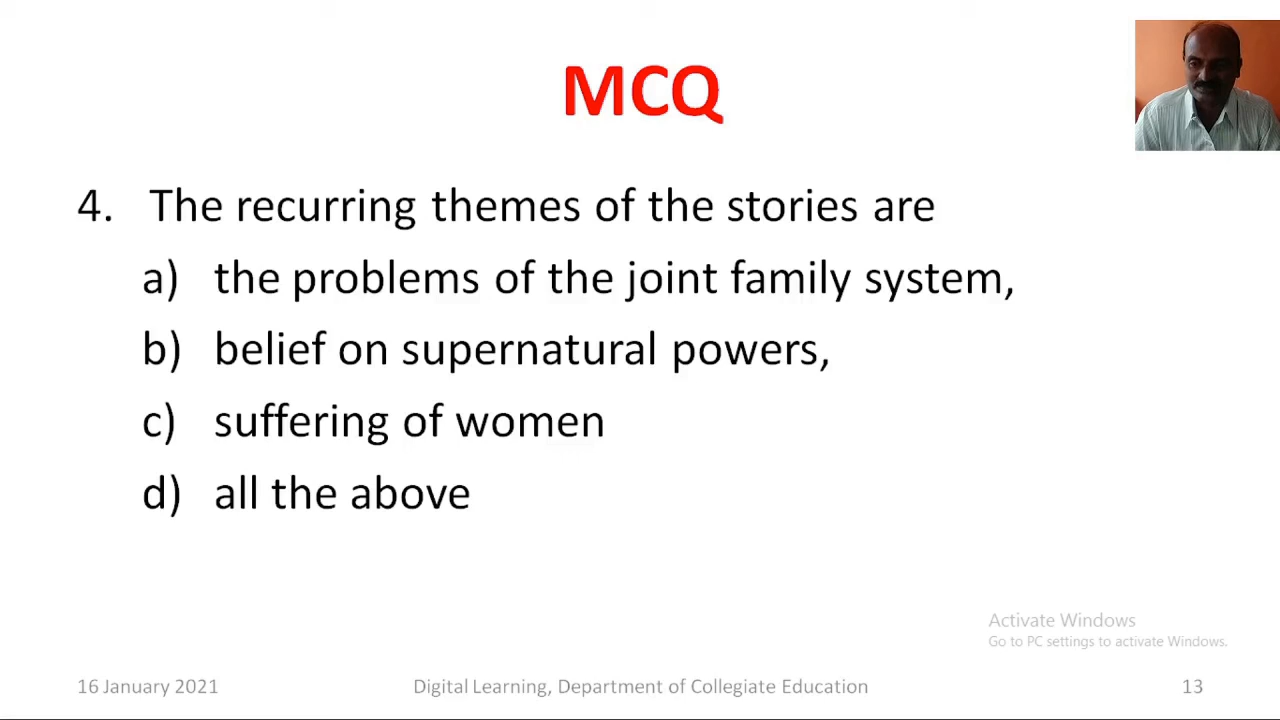 MCQ
4. The recurring themes of the stories are
a) the problems of the joint family system,
b) belief on supernatural powers,
c) suffering of women
d) all the above
Activate Windows
Go to PC settings to activate Windows.
16 January 2021 Digital Learning, Department of Collegiate Education 13